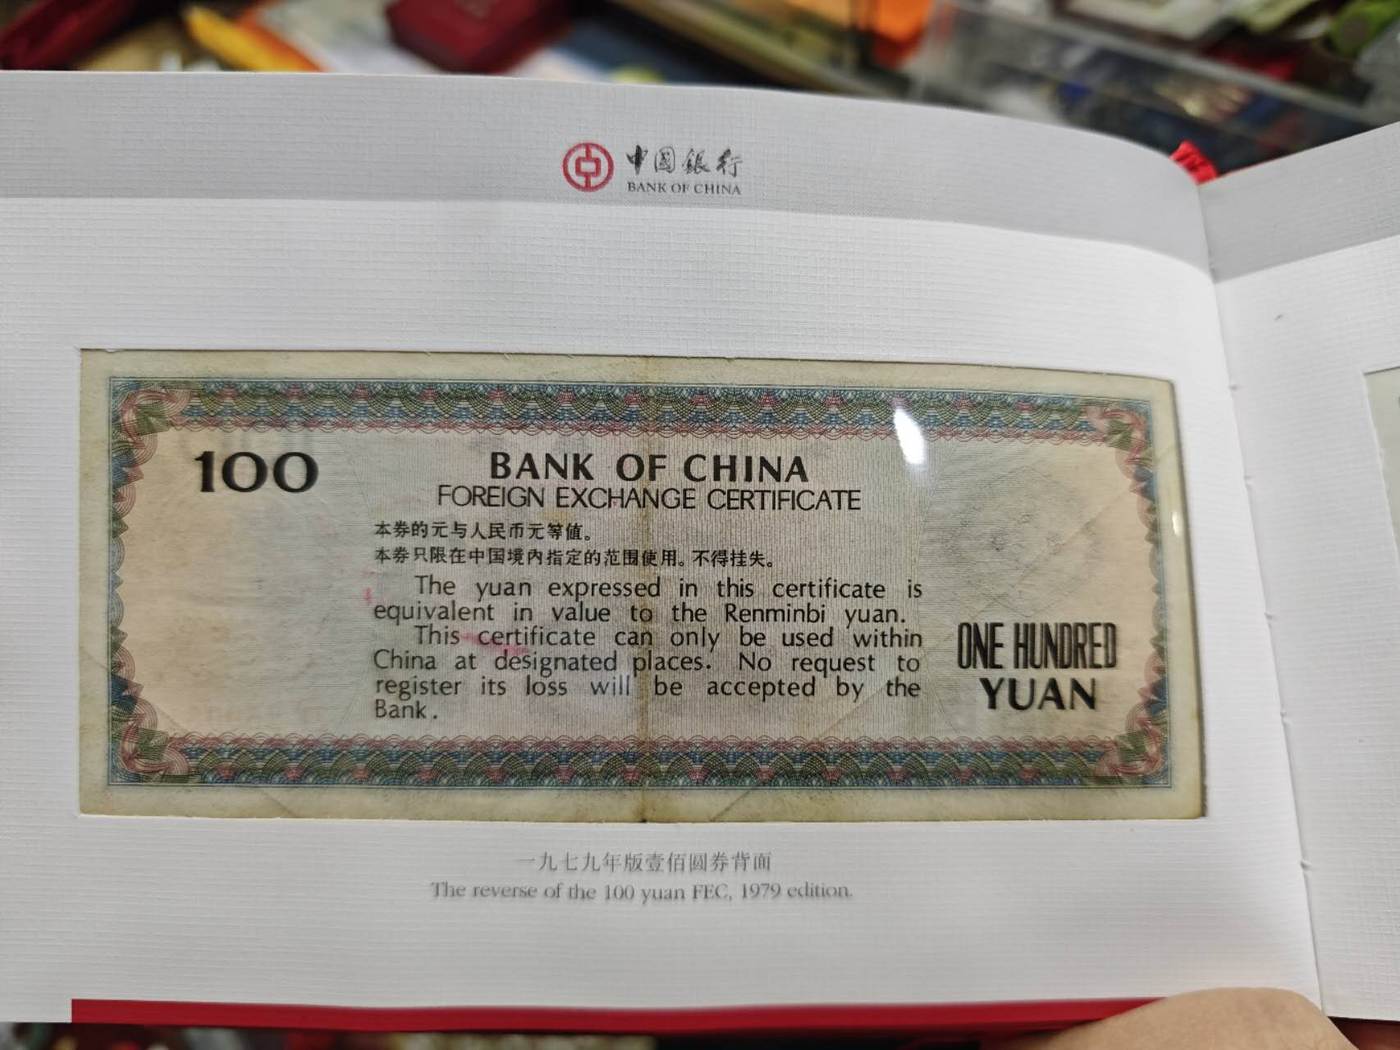 中国銀行
BANK OF CHINA
100
BANK OF CHINA
FOREIGN EXCHANGE CERTIFICATE
本券的元与人民币元等值。
本券只限在中国境内指定的范围使用。不得挂失。
The yuan expressed in this certificate is
equivalent in value to the Renminbi yuan.
This certificate can only be used within
China at designated places. No request to
register its loss will be accepted by the
Bank.
ONE HUNDRED
YUAN
一九七九年版壹佰圆券背面
The reverse of the 100 yuan FEC, 1979 edition.